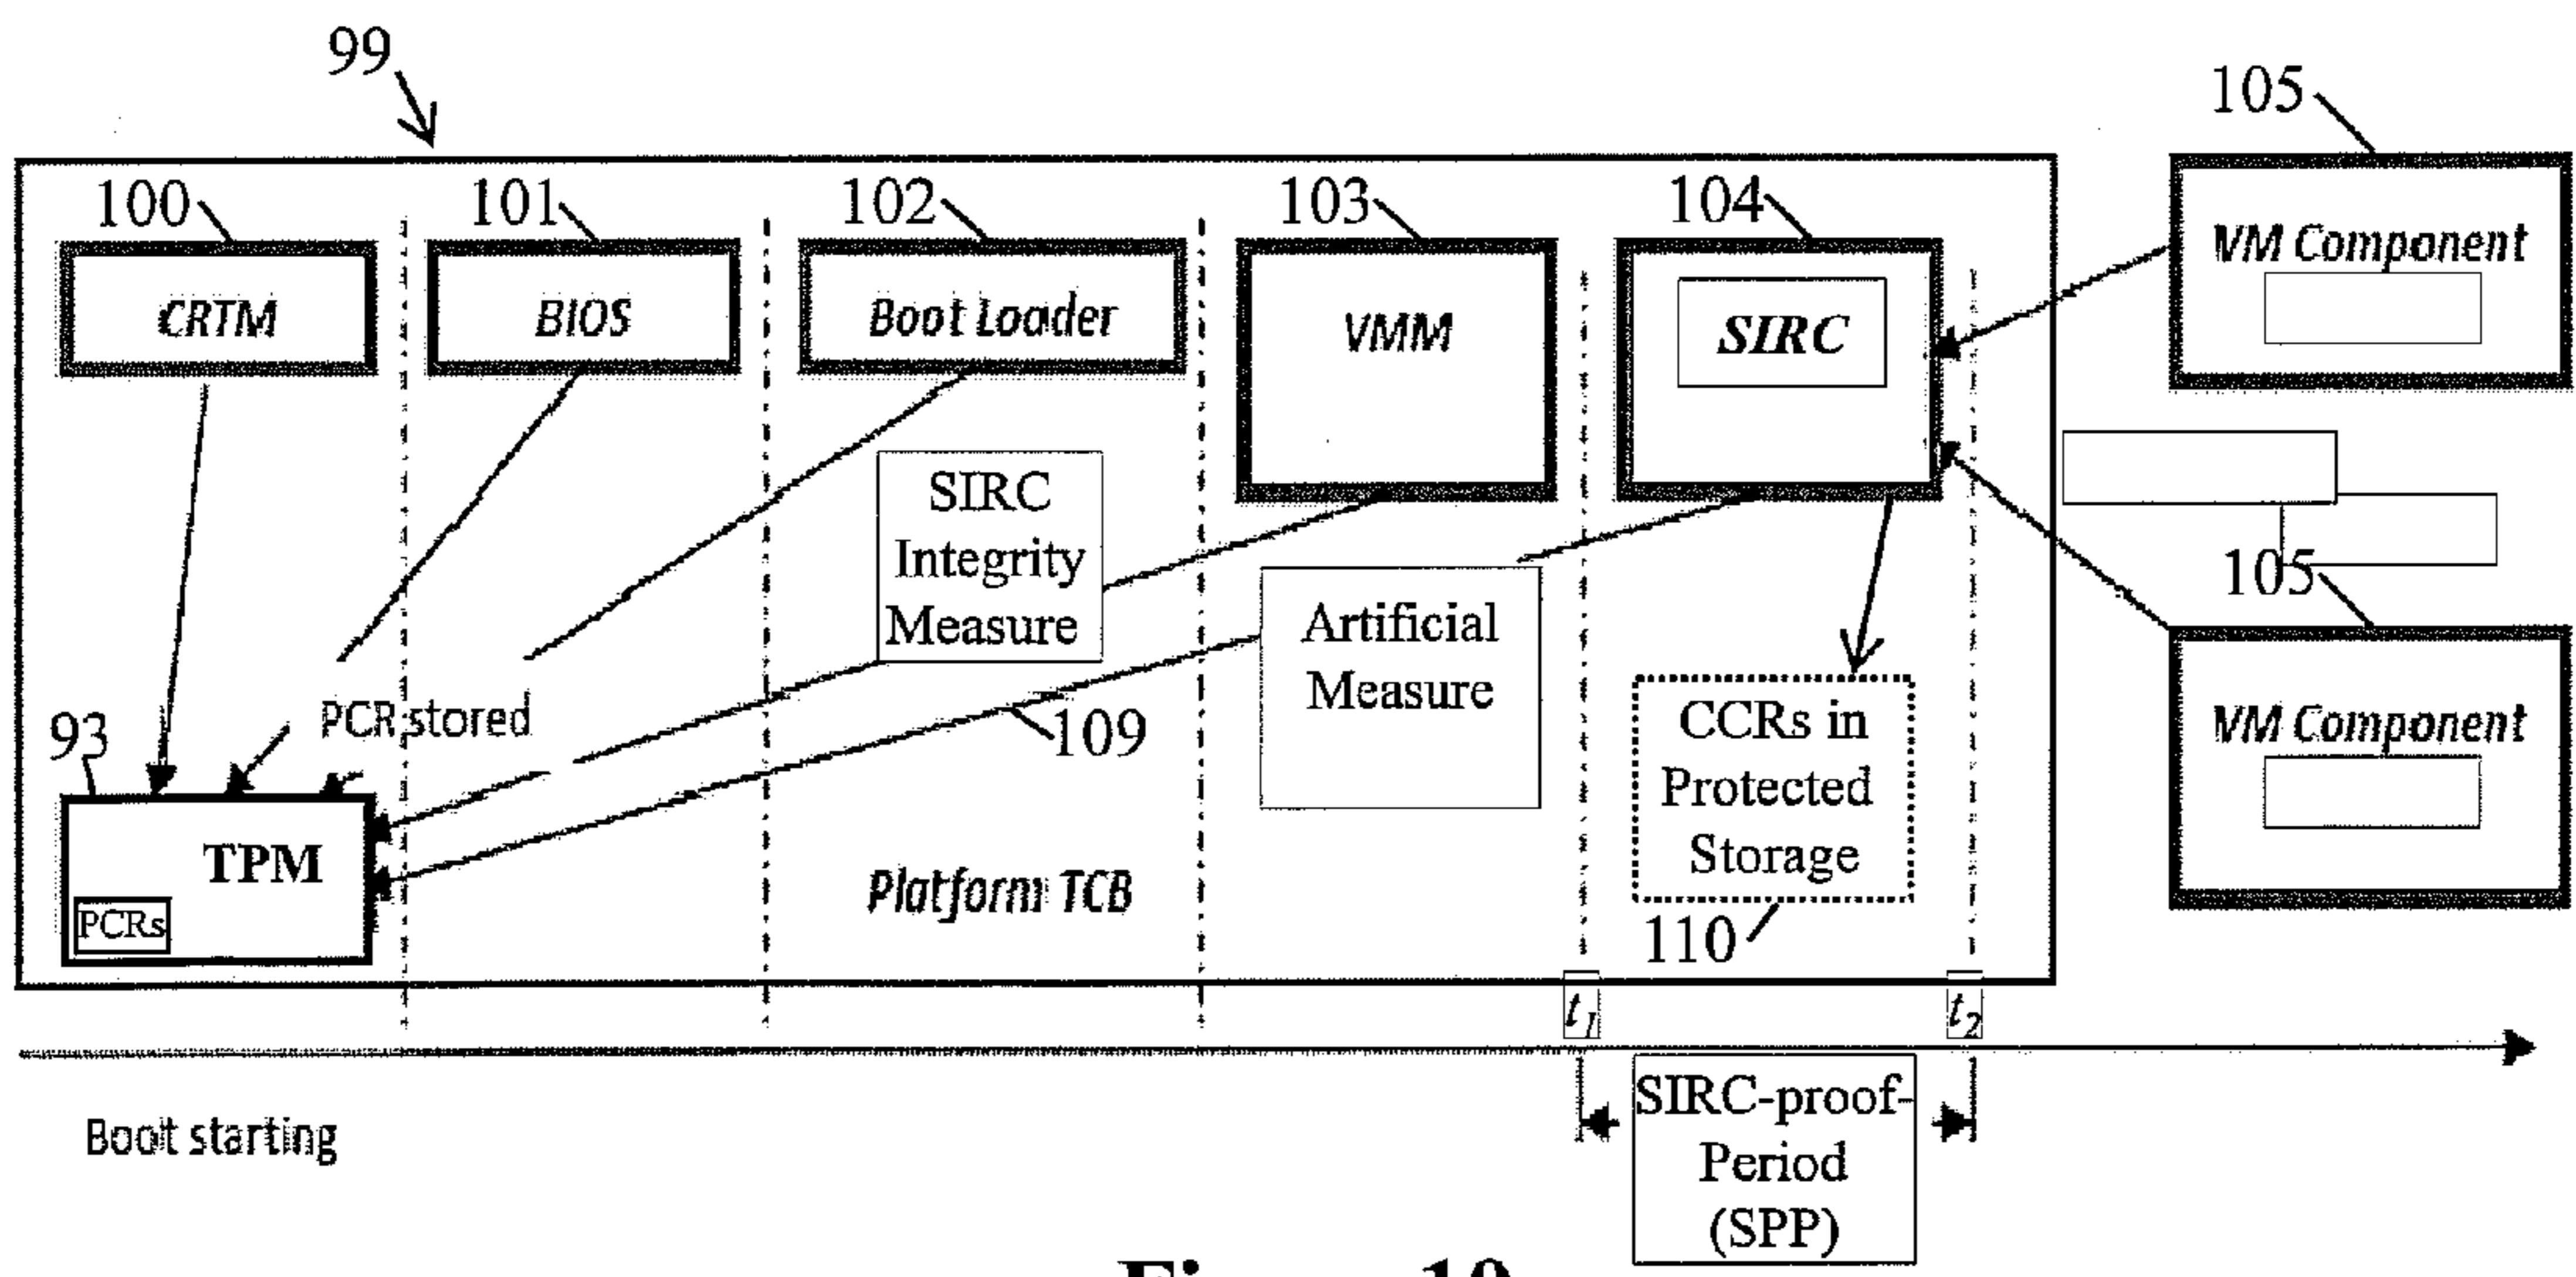 99
105
100
101
102
103
104
CRTM
BIOS
Boot Loader
VMM
SIRC
VM Component
SIRC
Integrity
Measure
Artificial
Measure
105
PCR stored
93
109
CCRs in
Protected
Storage
VM Component
TPM
PCRs
Platform TCB
110
t1
t2
Boot starting
SIRC-proof-
Period
(SPP)